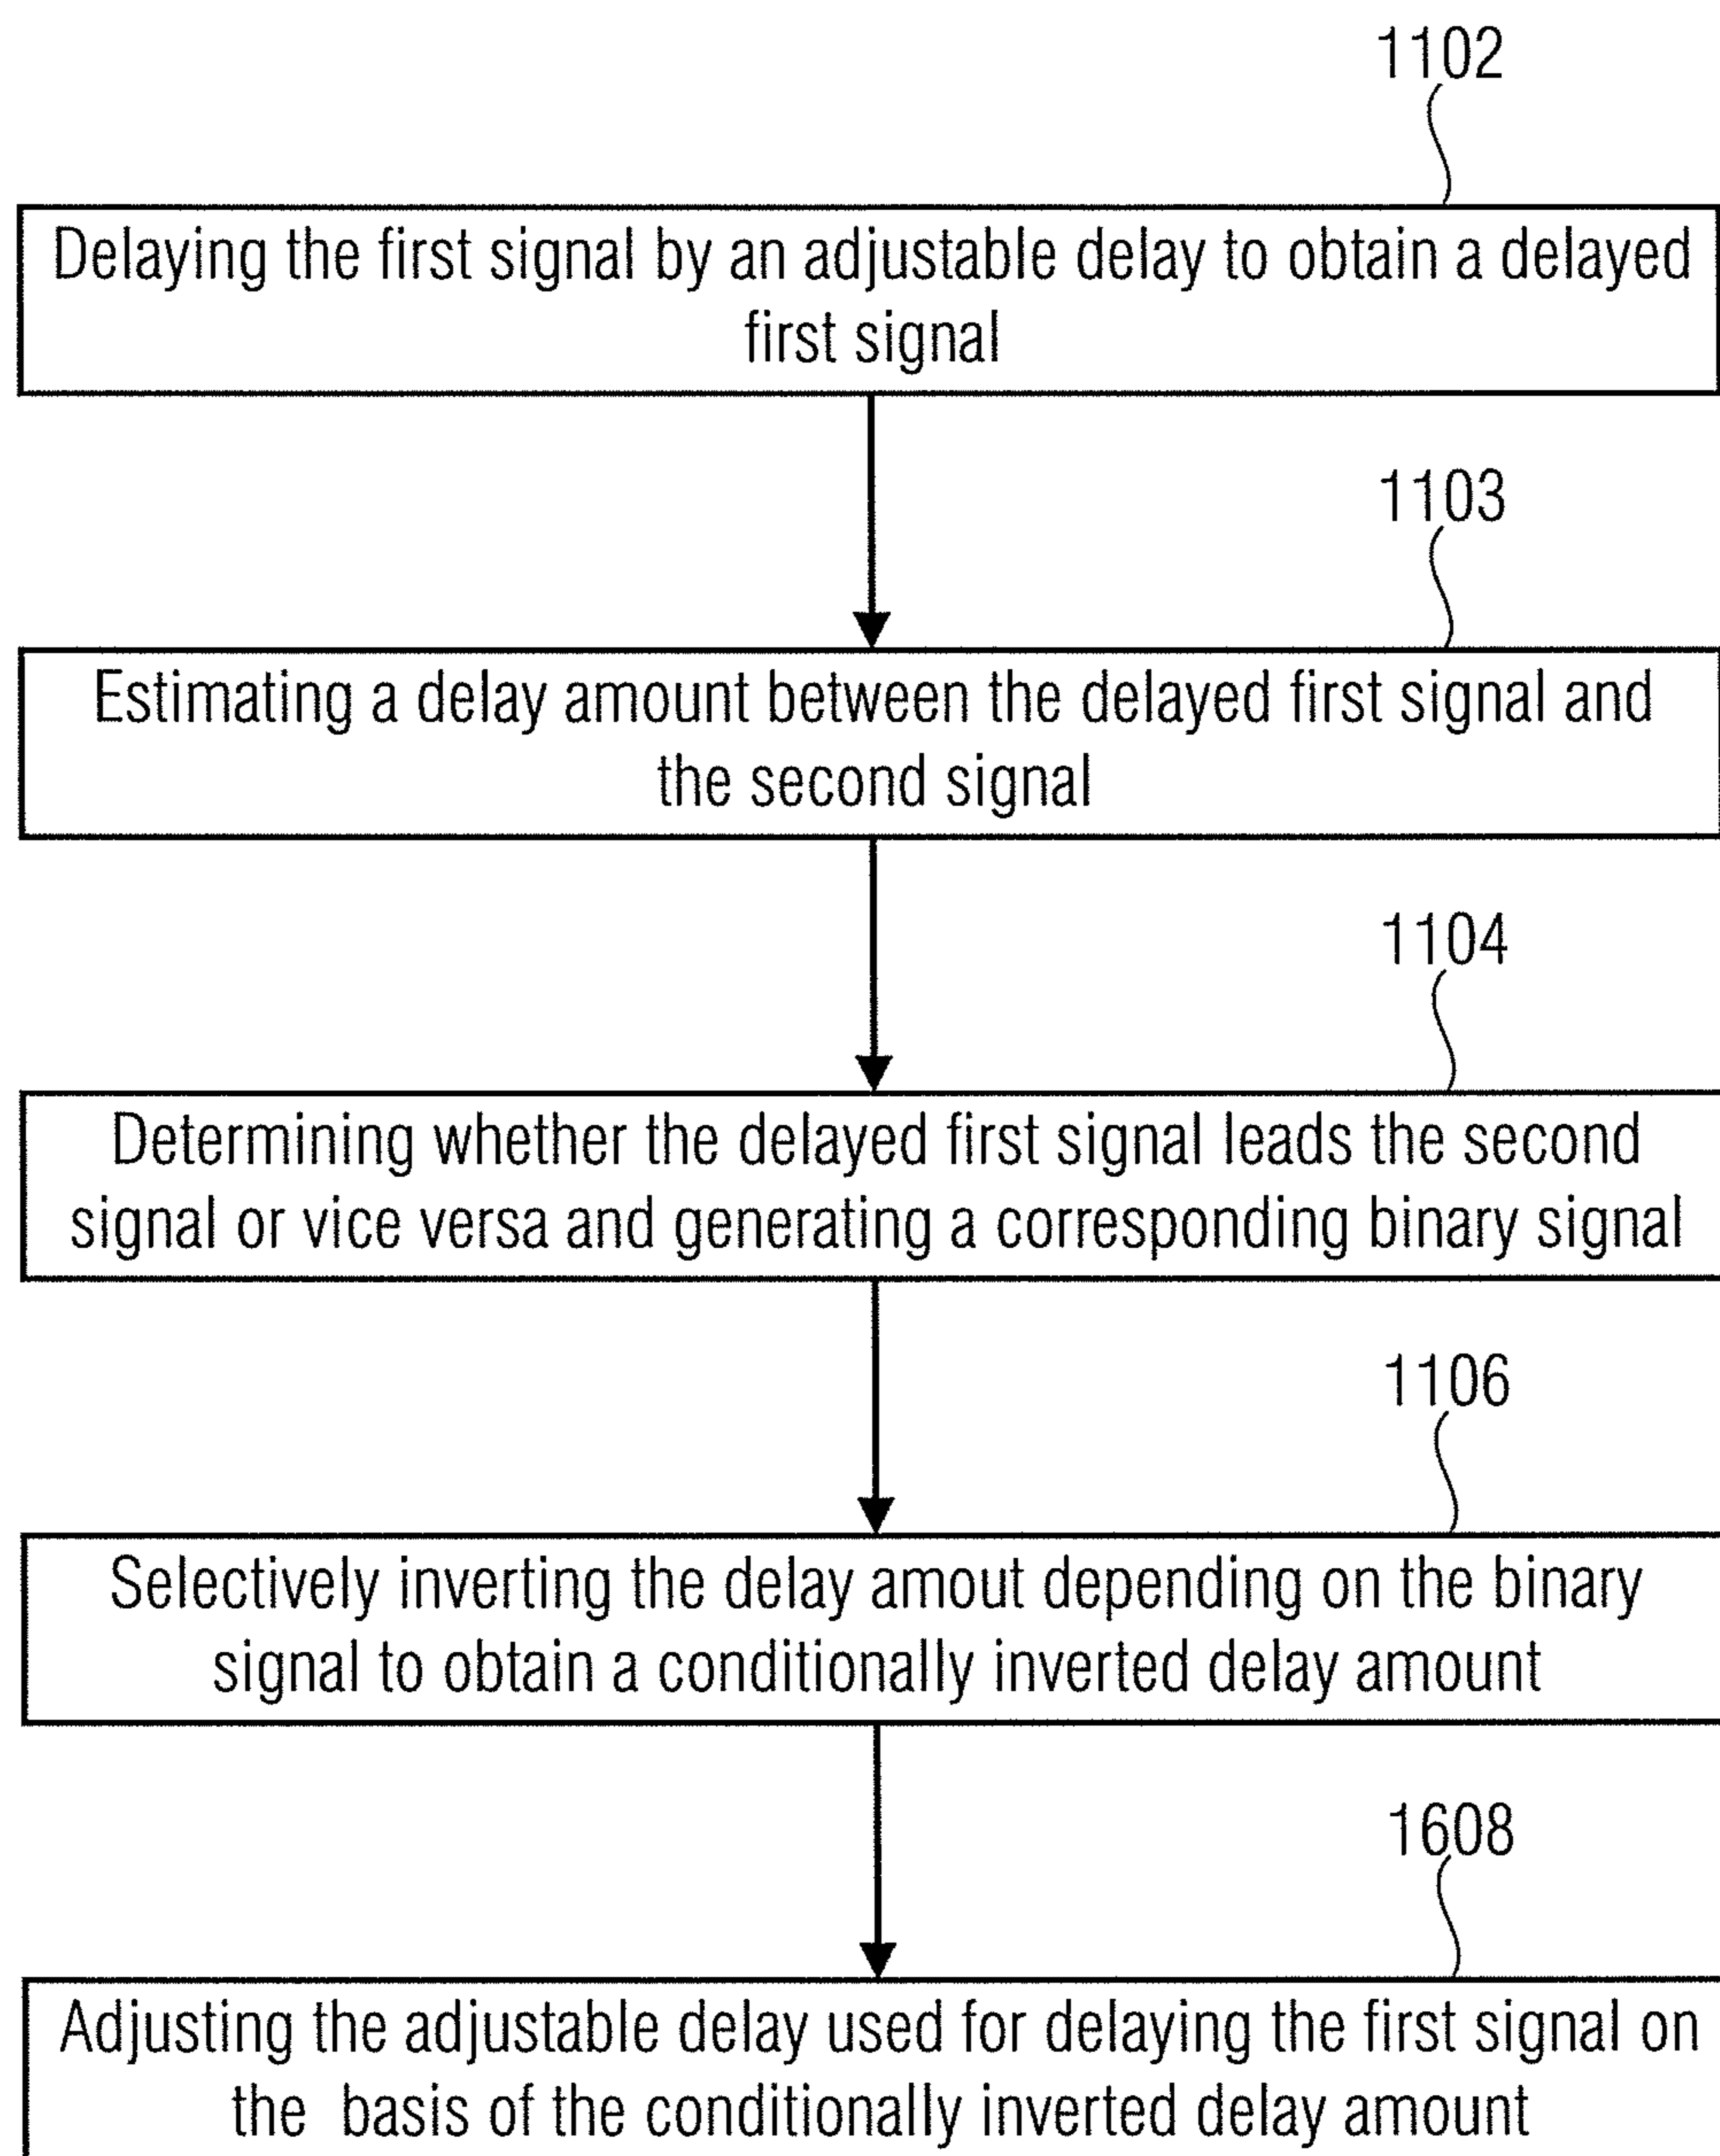 1102
Delaying the first signal by an adjustable delay to obtain a delayed
first signal
1103
Estimating a delay amount between the delayed first signal and
the second signal
1104
Determining whether the delayed first signal leads the second
signal or vice versa and generating a corresponding binary signal
1106
Selectively inverting the delay amout depending on the binary
signal to obtain a conditionally inverted delay amount
1608
Adjusting the adjustable delay used for delaying the first signal on
the basis of the conditionally inverted delay amount